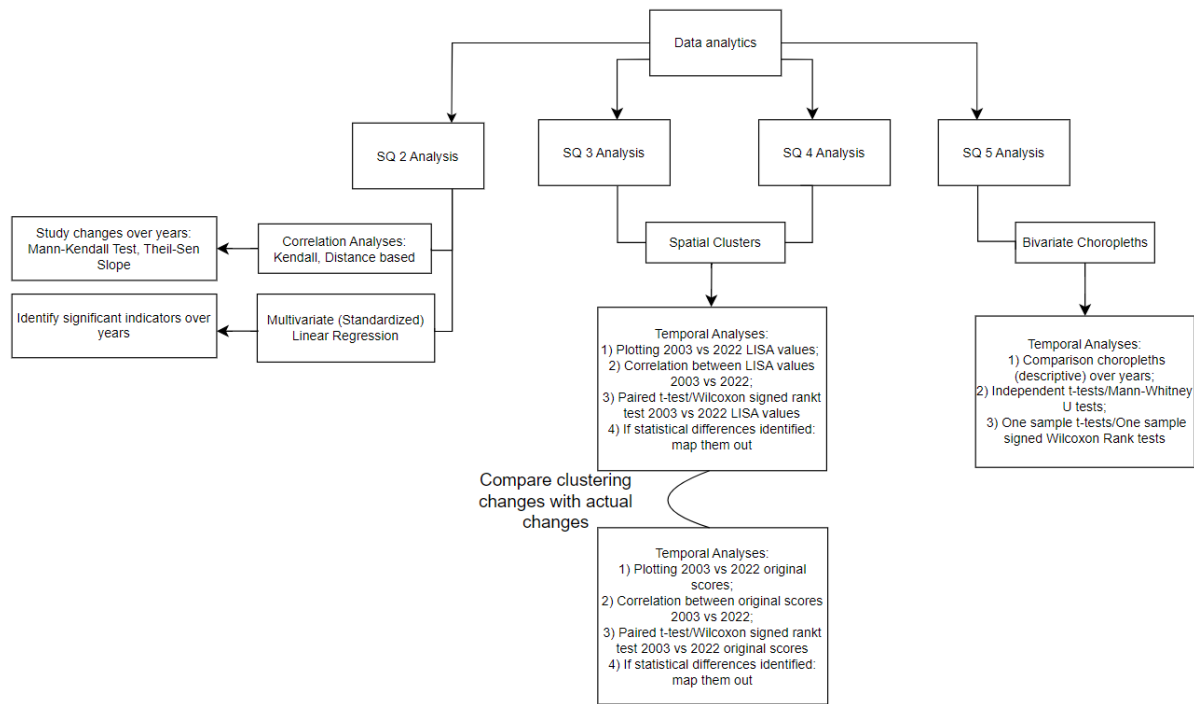 Data analytics
SQ 2 Analysis
SQ 3 Analysis
SQ 4 Analysis
SQ 5 Analysis
Study changes over years:
Mann-Kendall Test, Theil-Sen
Slope
Correlation Analyses:
Kendall, Distance based
Spatial Clusters
Bivariate Choropleths
Identify significant indicators over
years
Multivariate (Standardized)
Linear Regression
Temporal Analyses:
1) Plotting 2003 vs 2022 LISA values;
2) Correlation between LISA values
2003 vs 2022;
3) Paired t-test/Wilcoxon signed rankt
test 2003 vs 2022 LISA values
4) If statistical differences identified:
map them out
Temporal Analyses:
1) Comparison choropleths
(descriptive) over years;
2) Independent t-tests/Mann-Whitney
U tests;
3) One sample t-tests/One sample
signed Wilcoxon Rank tests
Compare clustering
changes with actual
changes
Temporal Analyses:
1) Plotting 2003 vs 2022 original
scores;
2) Correlation between original scores
2003 vs 2022;
3) Paired t-test/Wilcoxon signed rankt
test 2003 vs 2022 original scores
4) If statistical differences identified:
map them out